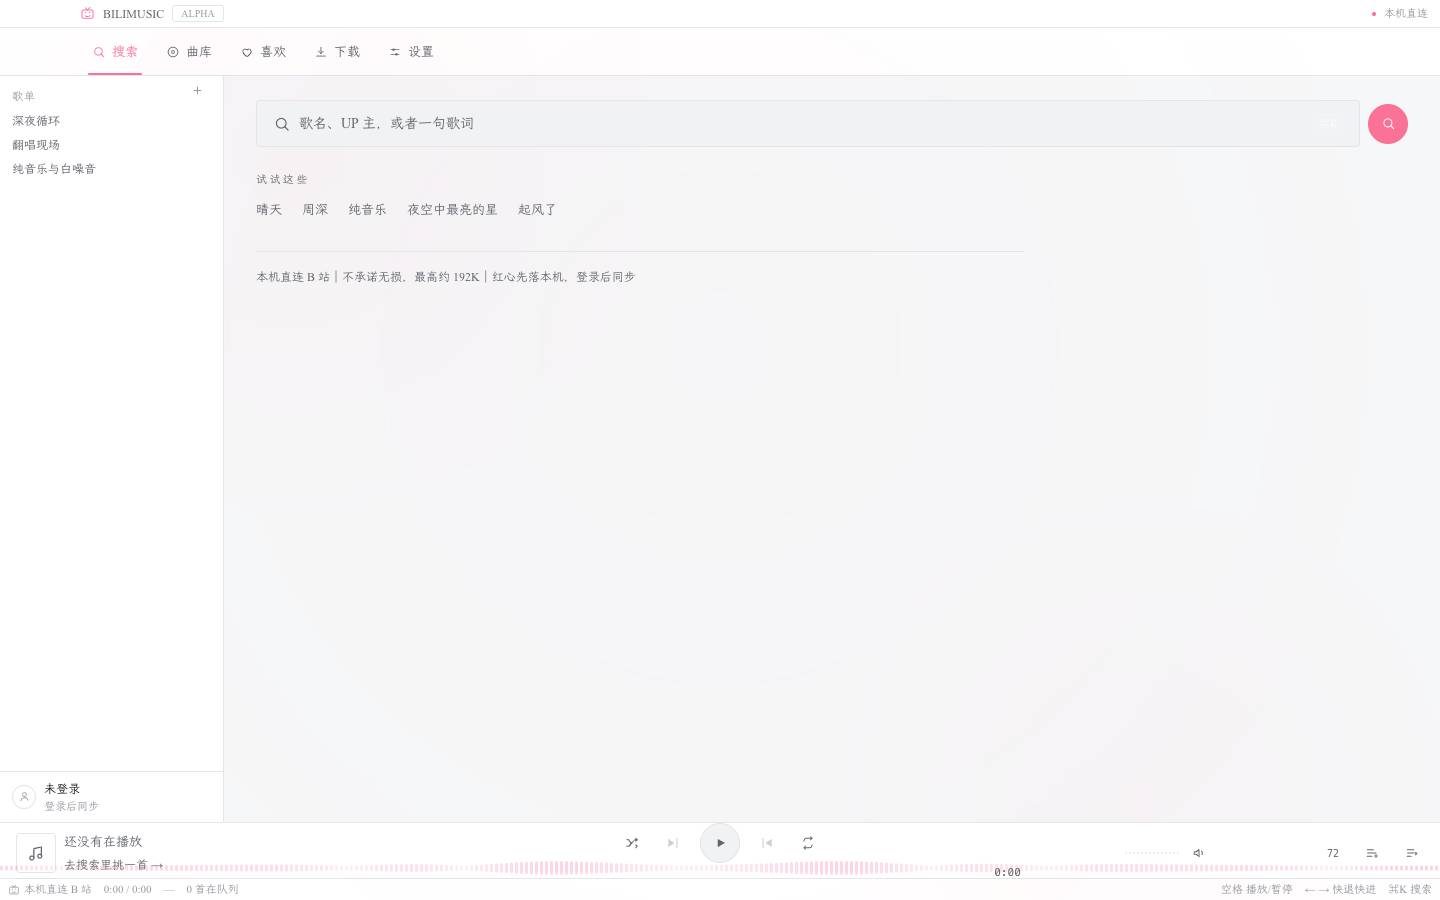 BILIMUSIC ALPHA 本机直连
搜索 曲库 喜欢 下载 设置
歌单 +
深夜循环
翻唱现场
纯音乐与白噪音
歌名、UP 主，或者一句歌词 ⌘K
试试这些
晴天 周深 纯音乐 夜空中最亮的星 起风了
本机直连 B 站 | 不承诺无损，最高约 192K | 红心先落本机，登录后同步
未登录
登录后同步
还没有在播放
去搜索里挑一首 →
72
0:00
本机直连 B 站 0:00 / 0:00 — 0 首在队列 空格 播放/暂停 ←→ 快退快进 ⌘K 搜索